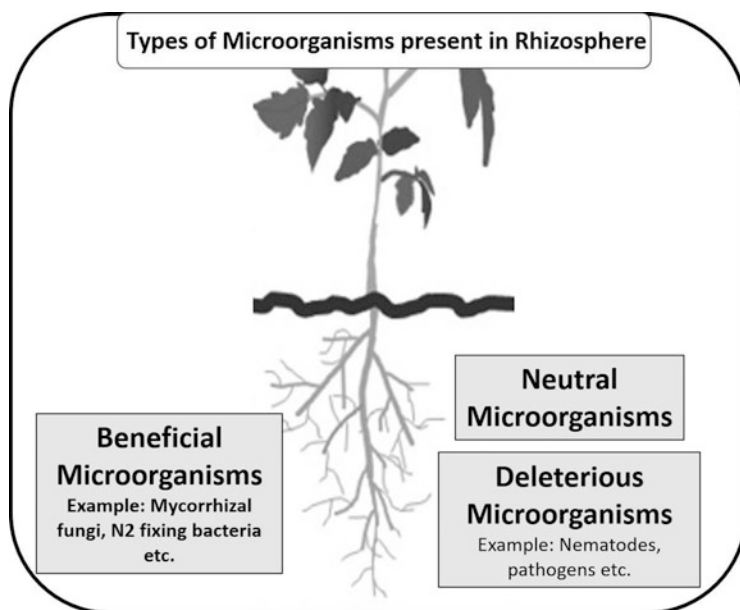 Types of Microorganisms present in Rhizosphere
Neutral
Microorganisms
Beneficial
Microorganisms
Example: Mycorrhizal
fungi, N2 fixing bacteria
etc.
Deleterious
Microorganisms
Example: Nematodes,
pathogens etc.